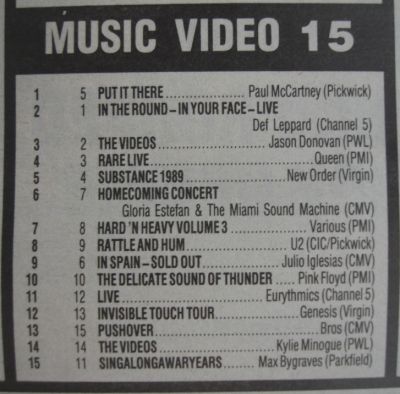 MUSIC VIDEO 15
1 5 PUT IT THERE .................... Paul McCartney (Pickwick)
2 1 IN THE ROUND – IN YOUR FACE – LIVE
Def Leppard (Channel 5)
3 2 THE VIDEOS .................... Jason Donovan (PWL)
4 3 RARE LIVE .................... Queen (PMI)
5 4 SUBSTANCE 1989 .................... New Order (Virgin)
6 7 HOMECOMING CONCERT
Gloria Estefan & The Miami Sound Machine (CMV)
7 8 HARD 'N HEAVY VOLUME 3 .................... Various (PMI)
8 9 RATTLE AND HUM .................... U2 (CIC/Pickwick)
9 6 IN SPAIN – SOLD OUT .................... Julio Iglesias (CMV)
10 10 THE DELICATE SOUND OF THUNDER ..... Pink Floyd (PMI)
11 12 LIVE .................... Eurythmics (Channel 5)
12 13 INVISIBLE TOUCH TOUR .................... Genesis (Virgin)
13 15 PUSHOVER .................... Bros (CMV)
14 14 THE VIDEOS .................... Kylie Minogue (PWL)
15 11 SINGALONGAWARYEARS .................... Max Bygraves (Parkfield)